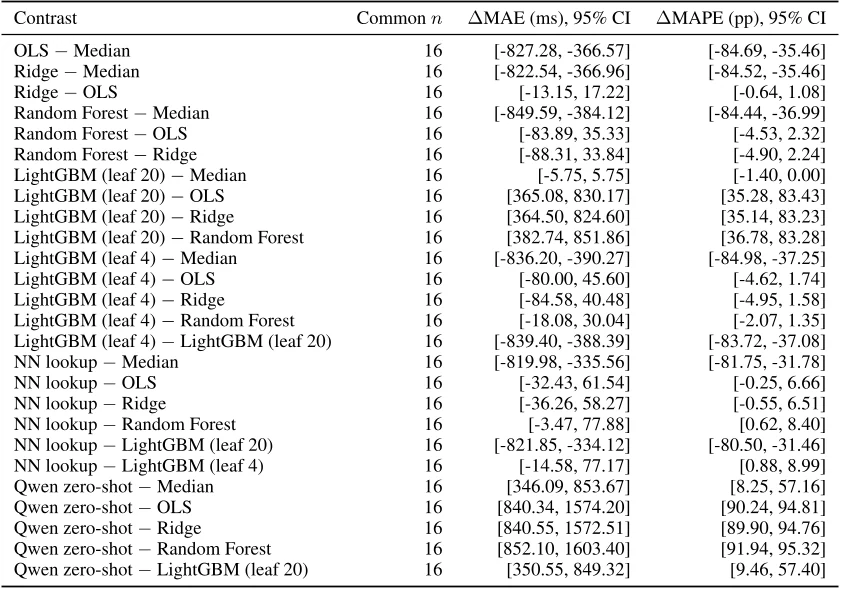 Contrast Common n ΔMAE (ms), 95% CI ΔMAPE (pp), 95% CI
OLS − Median 16 [-827.28, -366.57] [-84.69, -35.46]
Ridge − Median 16 [-822.54, -366.96] [-84.52, -35.46]
Ridge − OLS 16 [-13.15, 17.22] [-0.64, 1.08]
Random Forest − Median 16 [-849.59, -384.12] [-84.44, -36.99]
Random Forest − OLS 16 [-83.89, 35.33] [-4.53, 2.32]
Random Forest − Ridge 16 [-88.31, 33.84] [-4.90, 2.24]
LightGBM (leaf 20) − Median 16 [-5.75, 5.75] [-1.40, 0.00]
LightGBM (leaf 20) − OLS 16 [365.08, 830.17] [35.28, 83.43]
LightGBM (leaf 20) − Ridge 16 [364.50, 824.60] [35.14, 83.23]
LightGBM (leaf 20) − Random Forest 16 [382.74, 851.86] [36.78, 83.28]
LightGBM (leaf 4) − Median 16 [-836.20, -390.27] [-84.98, -37.25]
LightGBM (leaf 4) − OLS 16 [-80.00, 45.60] [-4.62, 1.74]
LightGBM (leaf 4) − Ridge 16 [-84.58, 40.48] [-4.95, 1.58]
LightGBM (leaf 4) − Random Forest 16 [-18.08, 30.04] [-2.07, 1.35]
LightGBM (leaf 4) − LightGBM (leaf 20) 16 [-839.40, -388.39] [-83.72, -37.08]
NN lookup − Median 16 [-819.98, -335.56] [-81.75, -31.78]
NN lookup − OLS 16 [-32.43, 61.54] [-0.25, 6.66]
NN lookup − Ridge 16 [-36.26, 58.27] [-0.55, 6.51]
NN lookup − Random Forest 16 [-3.47, 77.88] [0.62, 8.40]
NN lookup − LightGBM (leaf 20) 16 [-821.85, -334.12] [-80.50, -31.46]
NN lookup − LightGBM (leaf 4) 16 [-14.58, 77.17] [0.88, 8.99]
Qwen zero-shot − Median 16 [346.09, 853.67] [8.25, 57.16]
Qwen zero-shot − OLS 16 [840.34, 1574.20] [90.24, 94.81]
Qwen zero-shot − Ridge 16 [840.55, 1572.51] [89.90, 94.76]
Qwen zero-shot − Random Forest 16 [852.10, 1603.40] [91.94, 95.32]
Qwen zero-shot − LightGBM (leaf 20) 16 [350.55, 849.32] [9.46, 57.40]